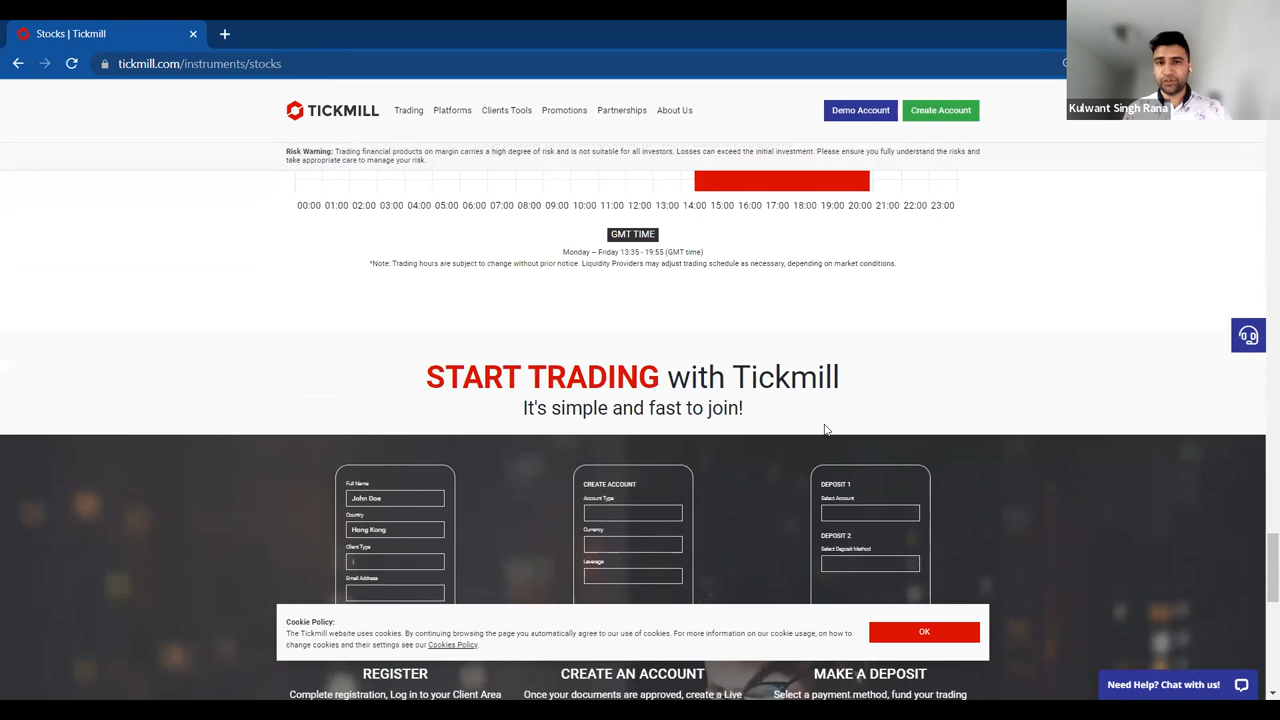 Stocks | Tickmill
tickmill.com/instruments/stocks
Kulwant Singh Rana
TICKMILL Trading Platforms Clients Tools Promotions Partnerships About Us Demo Account Create Account
Risk Warning: Trading financial products on margin carries a high degree of risk and is not suitable for all investors. Losses can exceed the initial investment. Please ensure you fully understand the risks and
take appropriate care to manage your risk.
00:00 01:00 02:00 03:00 04:00 05:00 06:00 07:00 08:00 09:00 10:00 11:00 12:00 13:00 14:00 15:00 16:00 17:00 18:00 19:00 20:00 21:00 22:00 23:00
GMT TIME
Monday – Friday 13:35 - 19:55 (GMT time)
*Note: Trading hours are subject to change without prior notice. Liquidity Providers may adjust trading schedule as necessary, depending on market conditions.
START TRADING with Tickmill
It's simple and fast to join!
Full Name
John Doe
Country
Hong Kong
Client Type
Email Address
CREATE ACCOUNT
Account Type
Currency
Leverage
DEPOSIT 1
Select Account
DEPOSIT 2
Select Deposit Method
Cookie Policy:
The Tickmill website uses cookies. By continuing browsing the page you automatically agree to our use of cookies. For more information on our cookie usage, on how to
change cookies and their settings see our Cookies Policy.
OK
REGISTER
Complete registration, Log in to your Client Area
CREATE AN ACCOUNT
Once your documents are approved, create a Live
MAKE A DEPOSIT
Select a payment method, fund your trading
Need Help? Chat with us!